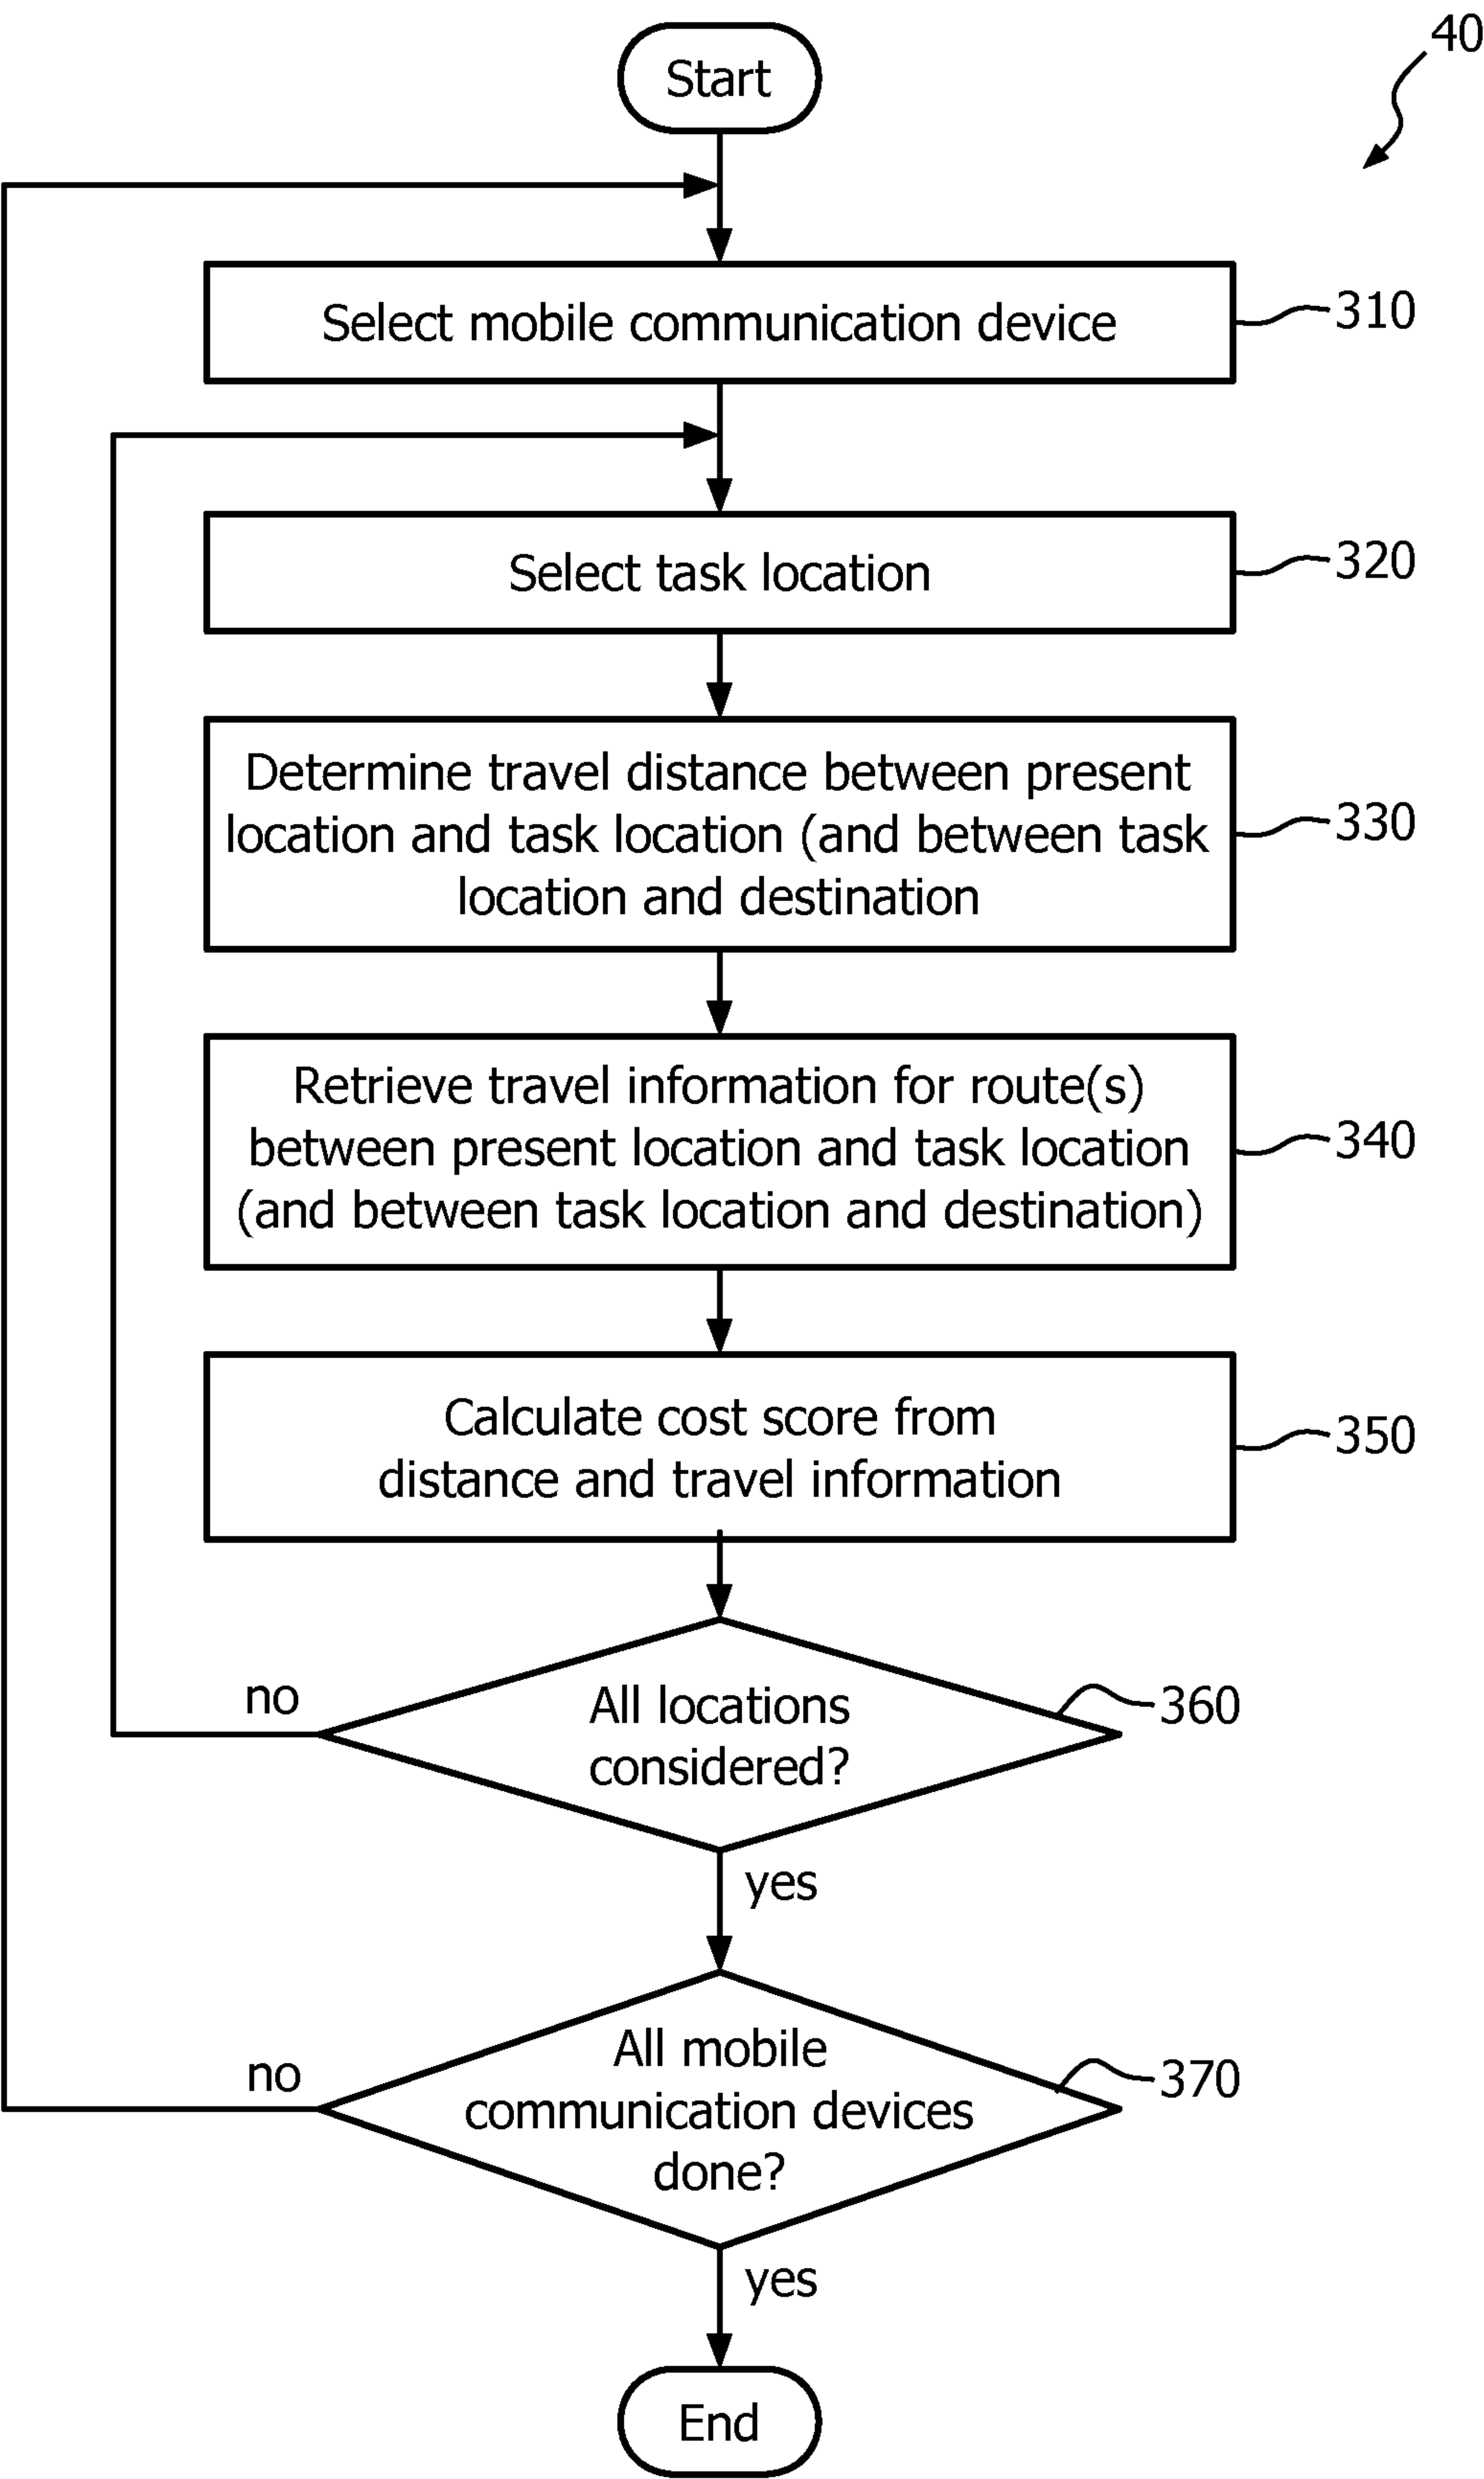 40
Start
Select mobile communication device
310
Select task location
320
Determine travel distance between present
location and task location (and between task
location and destination
330
Retrieve travel information for route(s)
between present location and task location
(and between task location and destination)
340
Calculate cost score from
distance and travel information
350
no
All locations
considered?
360
yes
no
All mobile
communication devices
done?
370
yes
End